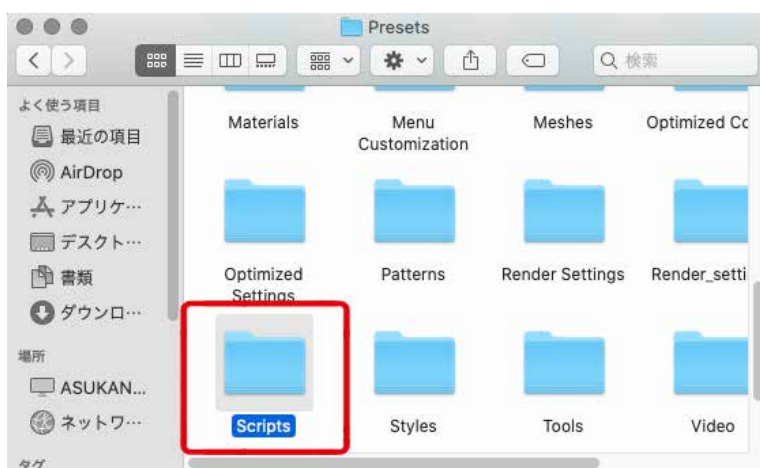 Presets
検索
よく使う項目
最近の項目
AirDrop
アプリケ…
デスクト…
書類
ダウンロ…
場所
ASUKAN...
ネットワ…
タグ
Materials
Menu
Customization
Meshes
Optimized Co
Optimized
Settings
Patterns
Render Settings
Render_setti
Scripts
Styles
Tools
Video